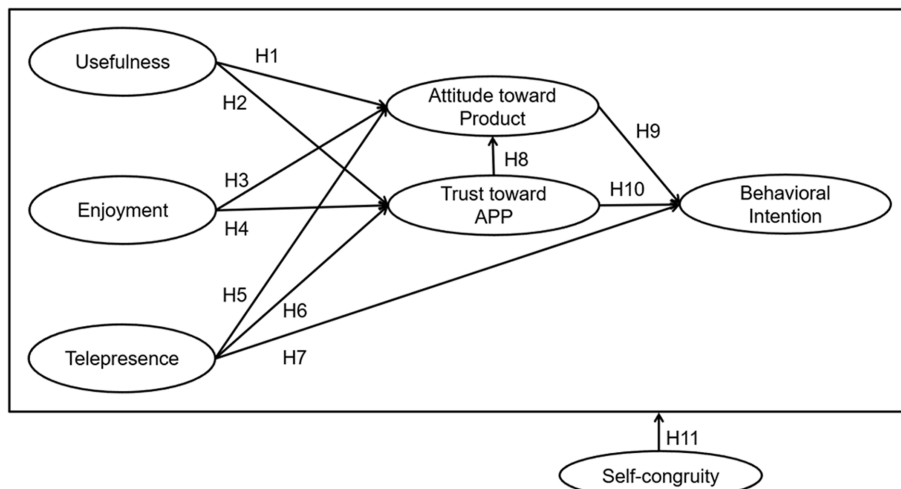 Usefulness
H1
H2
Attitude toward
Product
H9
H8
H3
Enjoyment
H4
Trust toward
APP
H10
Behavioral
Intention
H5
H6
H7
Telepresence
H11
Self-congruity